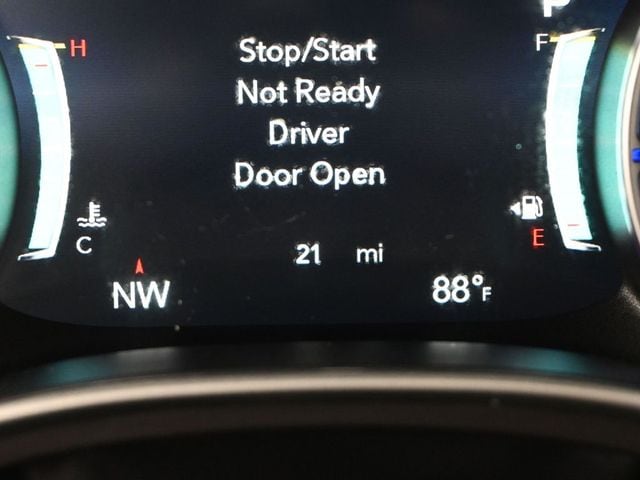 P
H
F
Stop/Start
Not Ready
Driver
Door Open
C
E
21 mi
NW
88°F